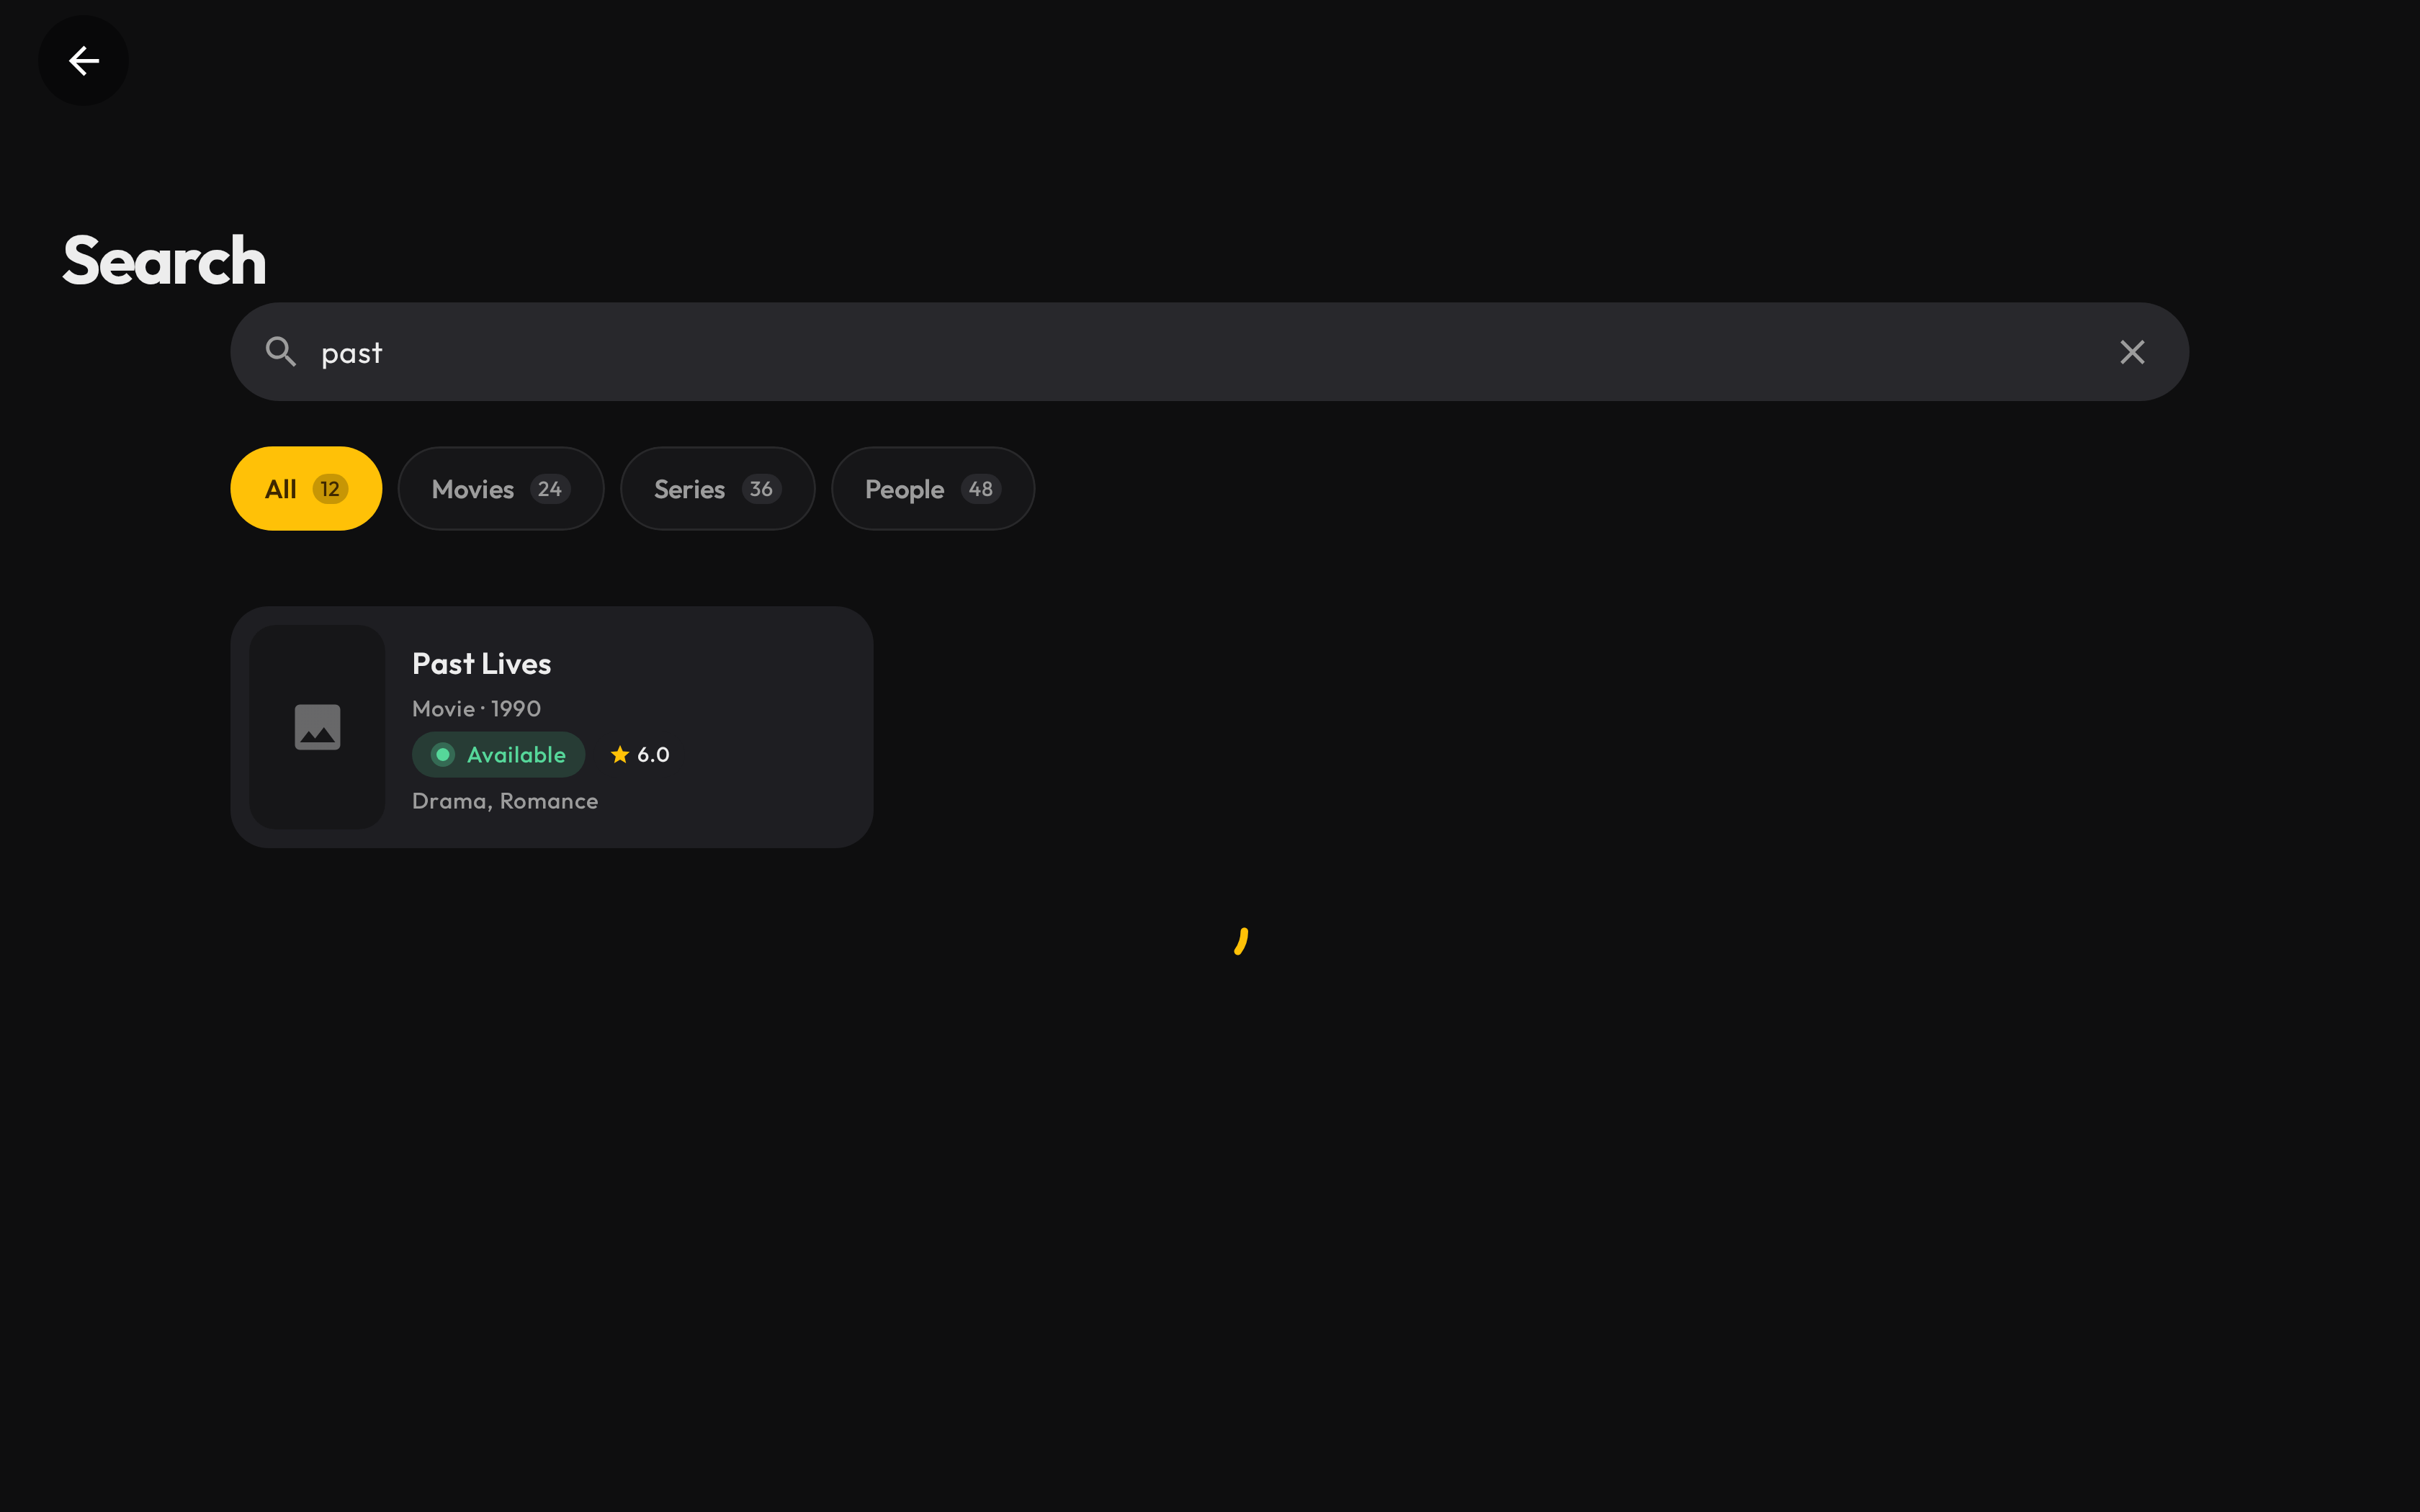 Search
past
All 12 Movies 24 Series 36 People 48
Past Lives
Movie · 1990
Available 6.0
Drama, Romance